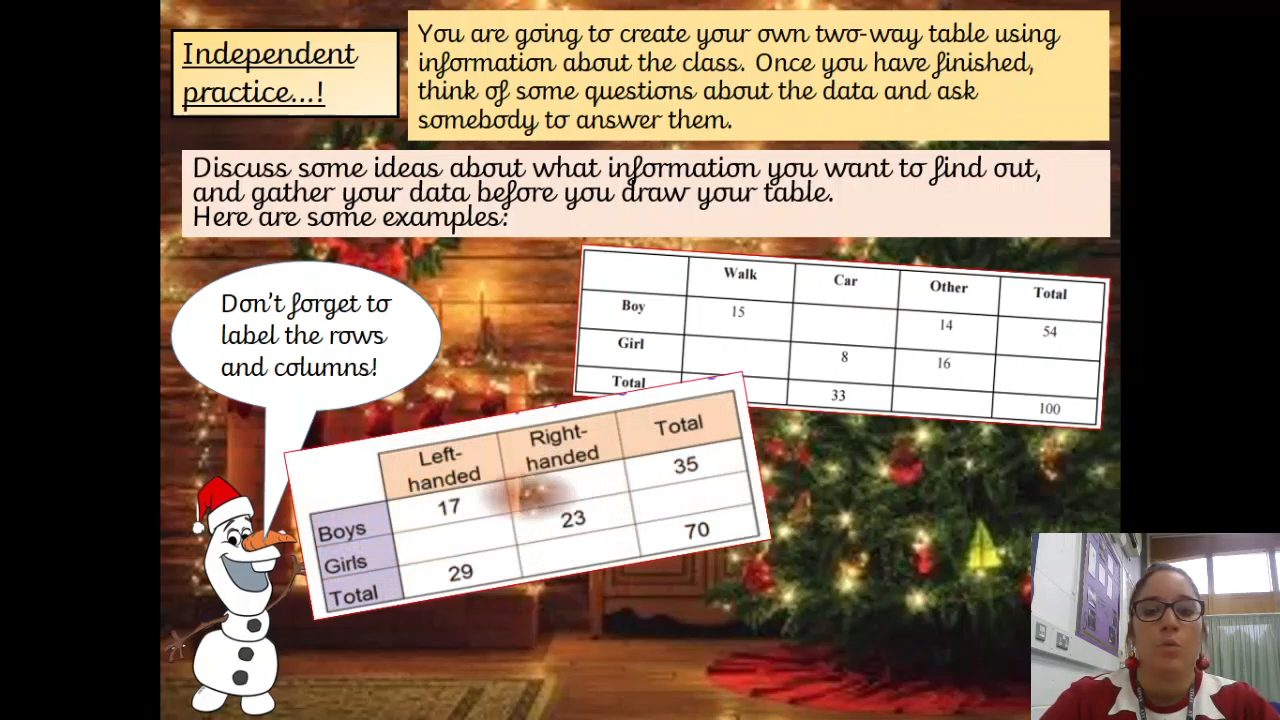 Independent
practice...!
You are going to create your own two-way table using
information about the class. Once you have finished,
think of some questions about the data and ask
somebody to answer them.
Discuss some ideas about what information you want to find out,
and gather your data before you draw your table.
Here are some examples:
Don't forget to
label the rows
and columns!
Walk Car Other Total
Boy 15 14 54
Girl 8 16
Total 33 100
Left-
handed
Right-
handed
Total
Boys 17 35
Girls 23
Total 29 70